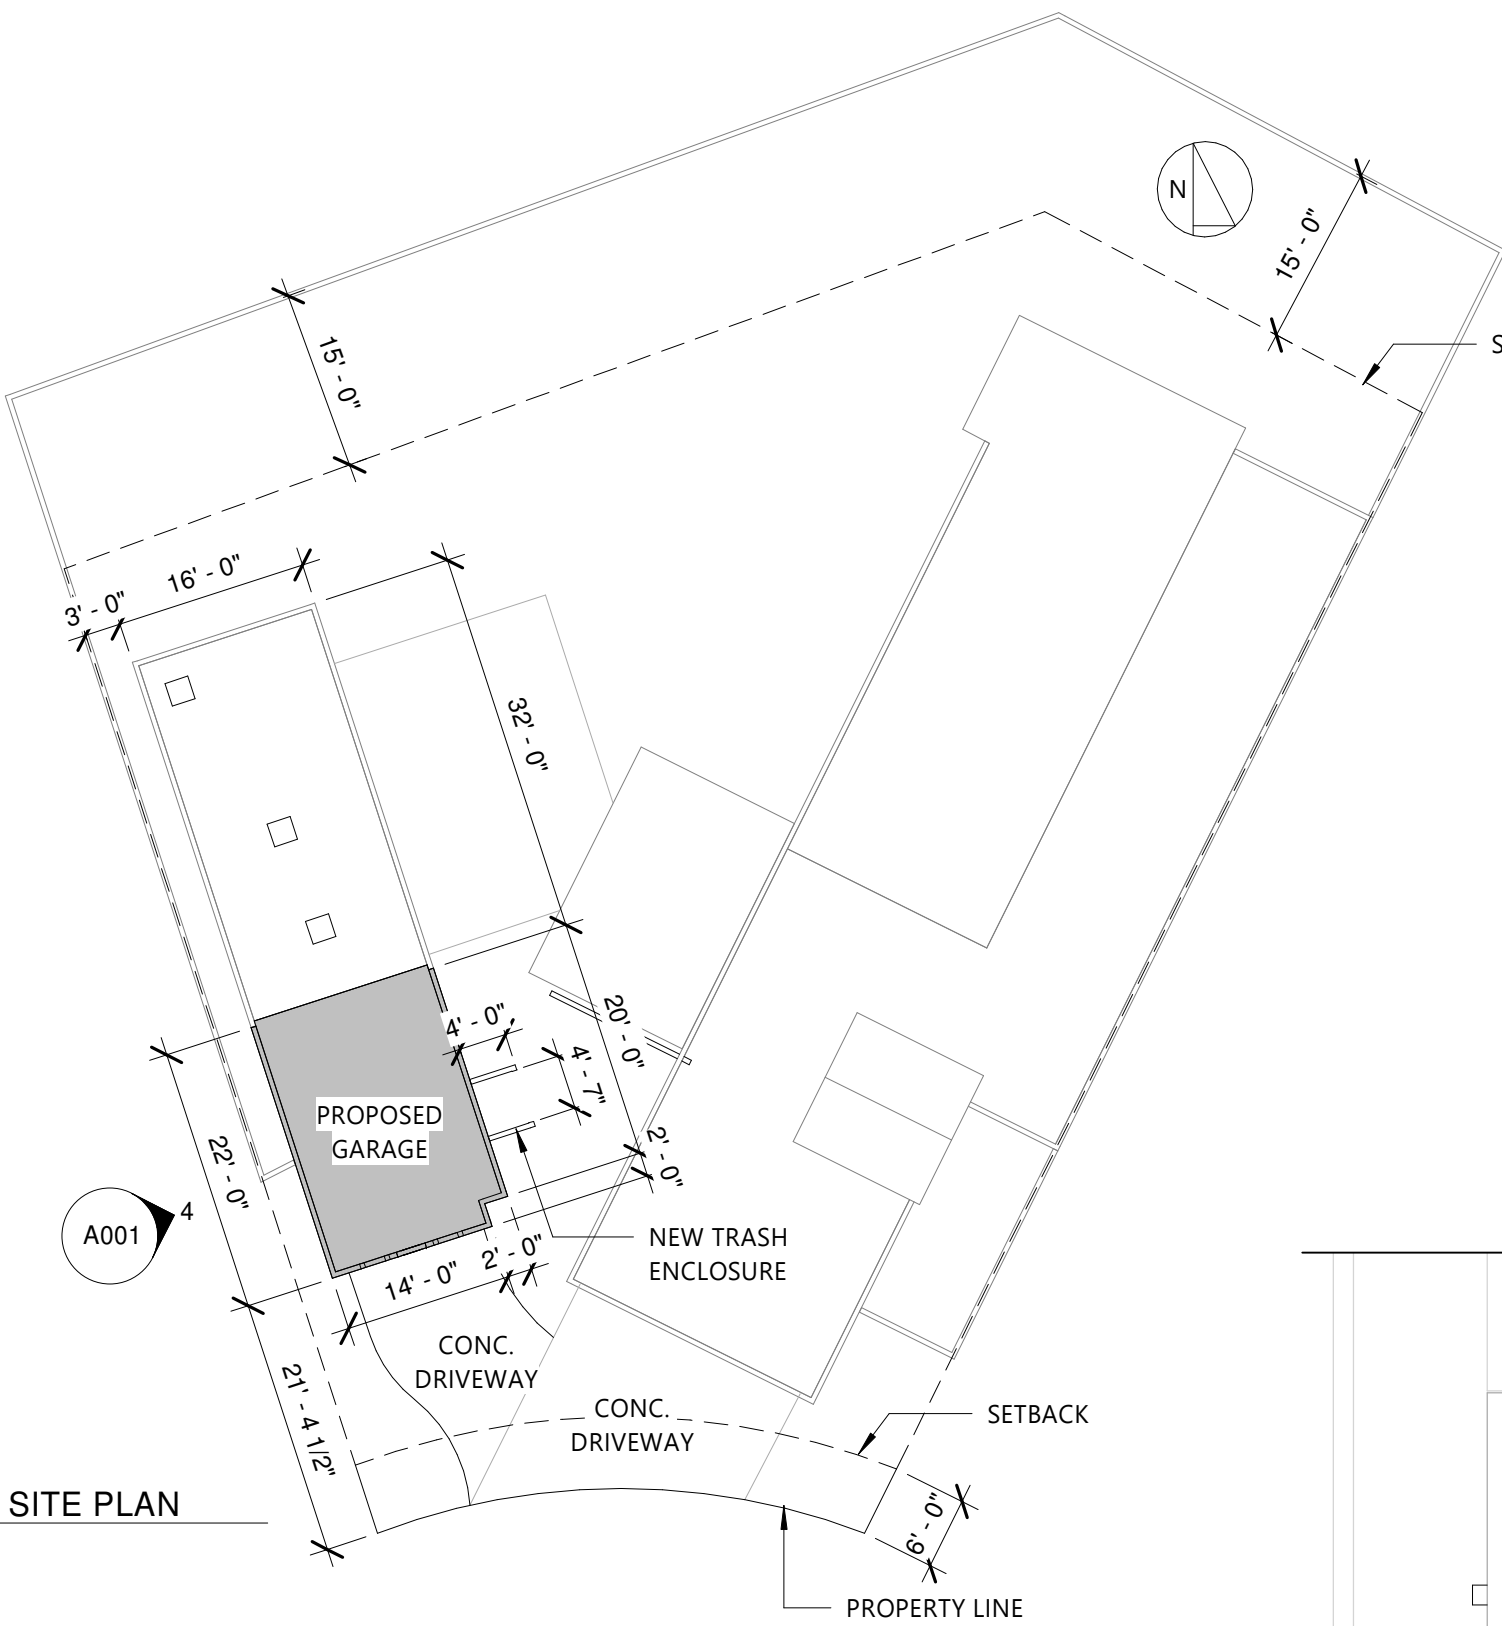 N
15' - 0"
15' - 0"
S
16' - 0"
3' - 0"
32' - 0"
4' - 0"
20' - 0"
4' - 7"
PROPOSED
GARAGE
22' - 0"
2' - 0"
A001
4
NEW TRASH
ENCLOSURE
2' - 0"
14' - 0"
CONC.
DRIVEWAY
21' - 4 1/2"
CONC.
DRIVEWAY
SETBACK
SITE PLAN
6' - 0"
PROPERTY LINE